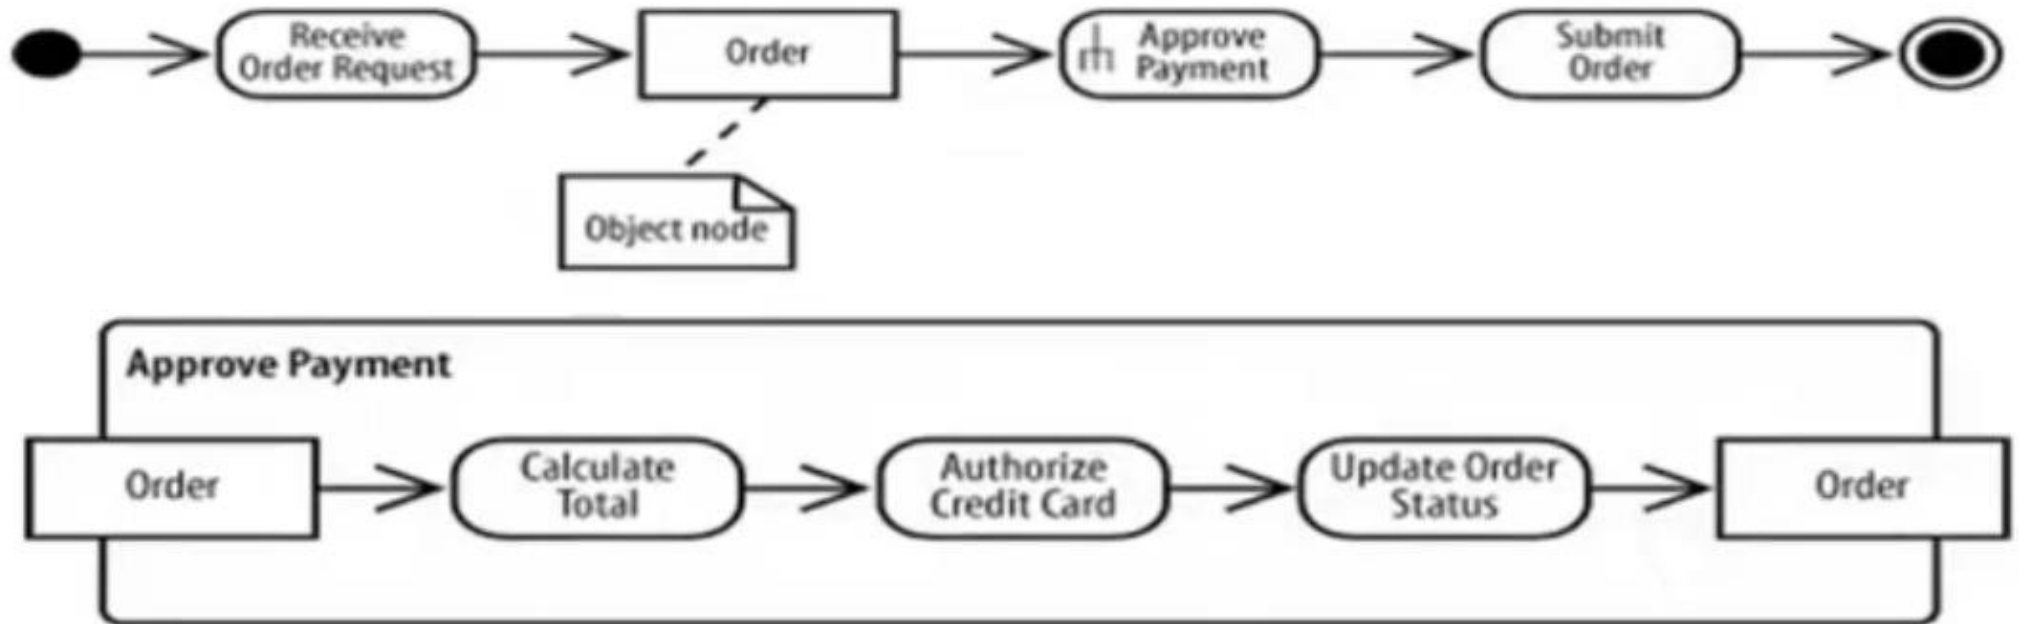 Receive
Order Request
Order
Approve
Payment
Submit
Order
Object node
Approve Payment
Order
Calculate
Total
Authorize
Credit Card
Update Order
Status
Order